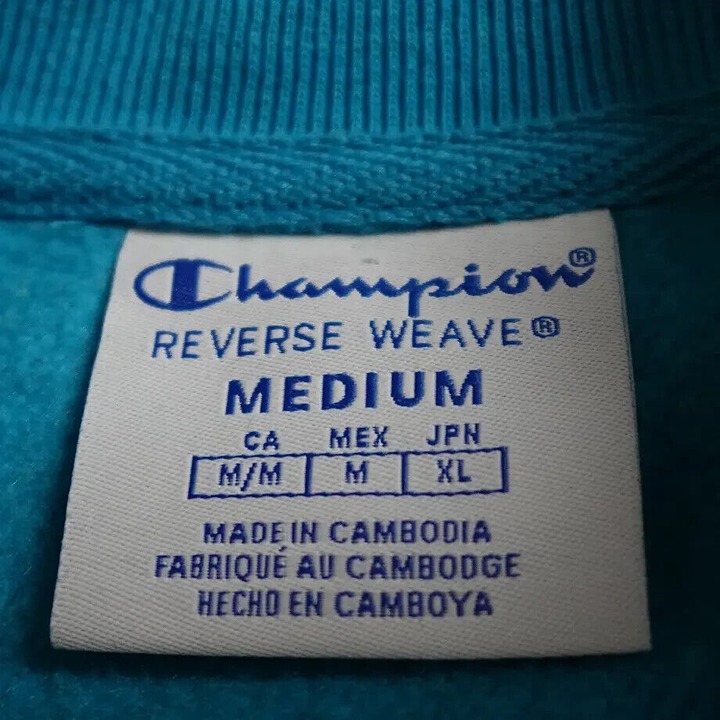 Champion®
REVERSE WEAVE®
MEDIUM
CA MEX JPN
M/M M XL
MADE IN CAMBODIA
FABRIQUÉ AU CAMBODGE
HECHO EN CAMBOYA